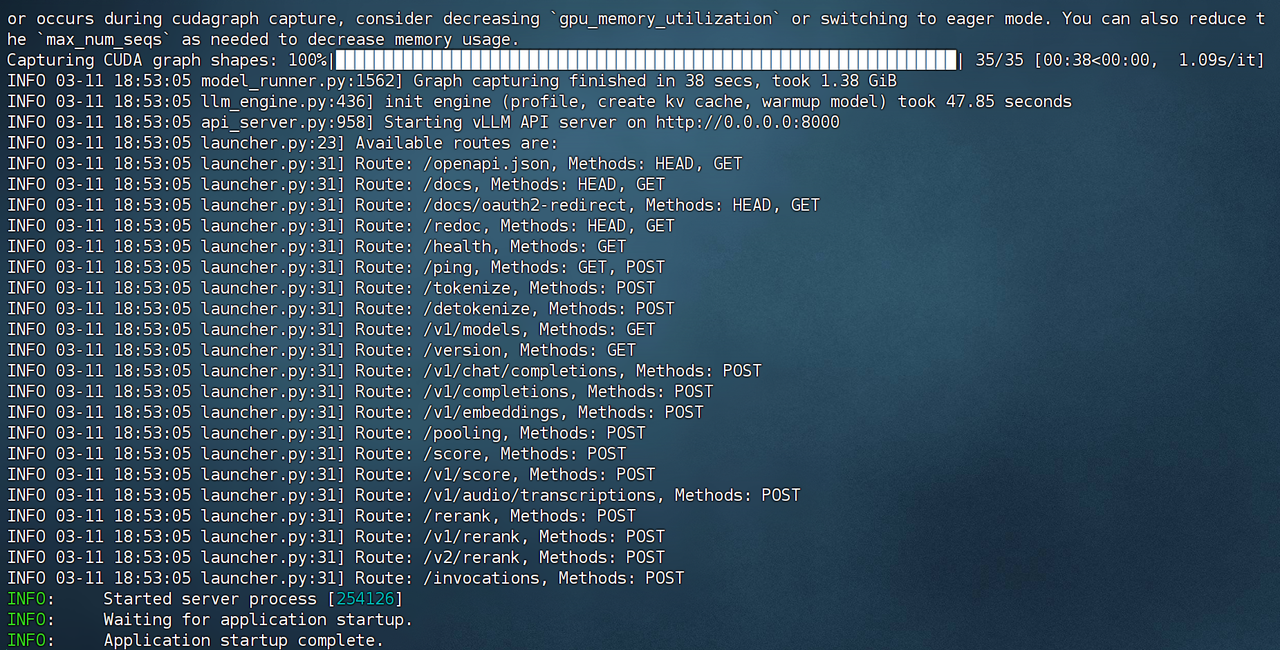 or occurs during cudagraph capture, consider decreasing `gpu_memory_utilization` or switching to eager mode. You can also reduce t
he `max_num_seqs` as needed to decrease memory usage.
Capturing CUDA graph shapes: 100%|██████████| 35/35 [00:38<00:00,  1.09s/it]
INFO 03-11 18:53:05 model_runner.py:1562] Graph capturing finished in 38 secs, took 1.38 GiB
INFO 03-11 18:53:05 llm_engine.py:436] init engine (profile, create kv cache, warmup model) took 47.85 seconds
INFO 03-11 18:53:05 api_server.py:958] Starting vLLM API server on http://0.0.0.0:8000
INFO 03-11 18:53:05 launcher.py:23] Available routes are:
INFO 03-11 18:53:05 launcher.py:31] Route: /openapi.json, Methods: HEAD, GET
INFO 03-11 18:53:05 launcher.py:31] Route: /docs, Methods: HEAD, GET
INFO 03-11 18:53:05 launcher.py:31] Route: /docs/oauth2-redirect, Methods: HEAD, GET
INFO 03-11 18:53:05 launcher.py:31] Route: /redoc, Methods: HEAD, GET
INFO 03-11 18:53:05 launcher.py:31] Route: /health, Methods: GET
INFO 03-11 18:53:05 launcher.py:31] Route: /ping, Methods: GET, POST
INFO 03-11 18:53:05 launcher.py:31] Route: /tokenize, Methods: POST
INFO 03-11 18:53:05 launcher.py:31] Route: /detokenize, Methods: POST
INFO 03-11 18:53:05 launcher.py:31] Route: /v1/models, Methods: GET
INFO 03-11 18:53:05 launcher.py:31] Route: /version, Methods: GET
INFO 03-11 18:53:05 launcher.py:31] Route: /v1/chat/completions, Methods: POST
INFO 03-11 18:53:05 launcher.py:31] Route: /v1/completions, Methods: POST
INFO 03-11 18:53:05 launcher.py:31] Route: /v1/embeddings, Methods: POST
INFO 03-11 18:53:05 launcher.py:31] Route: /pooling, Methods: POST
INFO 03-11 18:53:05 launcher.py:31] Route: /score, Methods: POST
INFO 03-11 18:53:05 launcher.py:31] Route: /v1/score, Methods: POST
INFO 03-11 18:53:05 launcher.py:31] Route: /v1/audio/transcriptions, Methods: POST
INFO 03-11 18:53:05 launcher.py:31] Route: /rerank, Methods: POST
INFO 03-11 18:53:05 launcher.py:31] Route: /v1/rerank, Methods: POST
INFO 03-11 18:53:05 launcher.py:31] Route: /v2/rerank, Methods: POST
INFO 03-11 18:53:05 launcher.py:31] Route: /invocations, Methods: POST
INFO:     Started server process [254126]
INFO:     Waiting for application startup.
INFO:     Application startup complete.